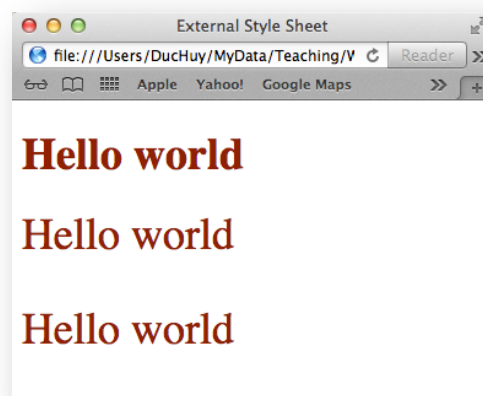 External Style Sheet
file:///Users/DucHuy/MyData/Teaching/W Reader
Apple Yahoo! Google Maps
Hello world
Hello world
Hello world